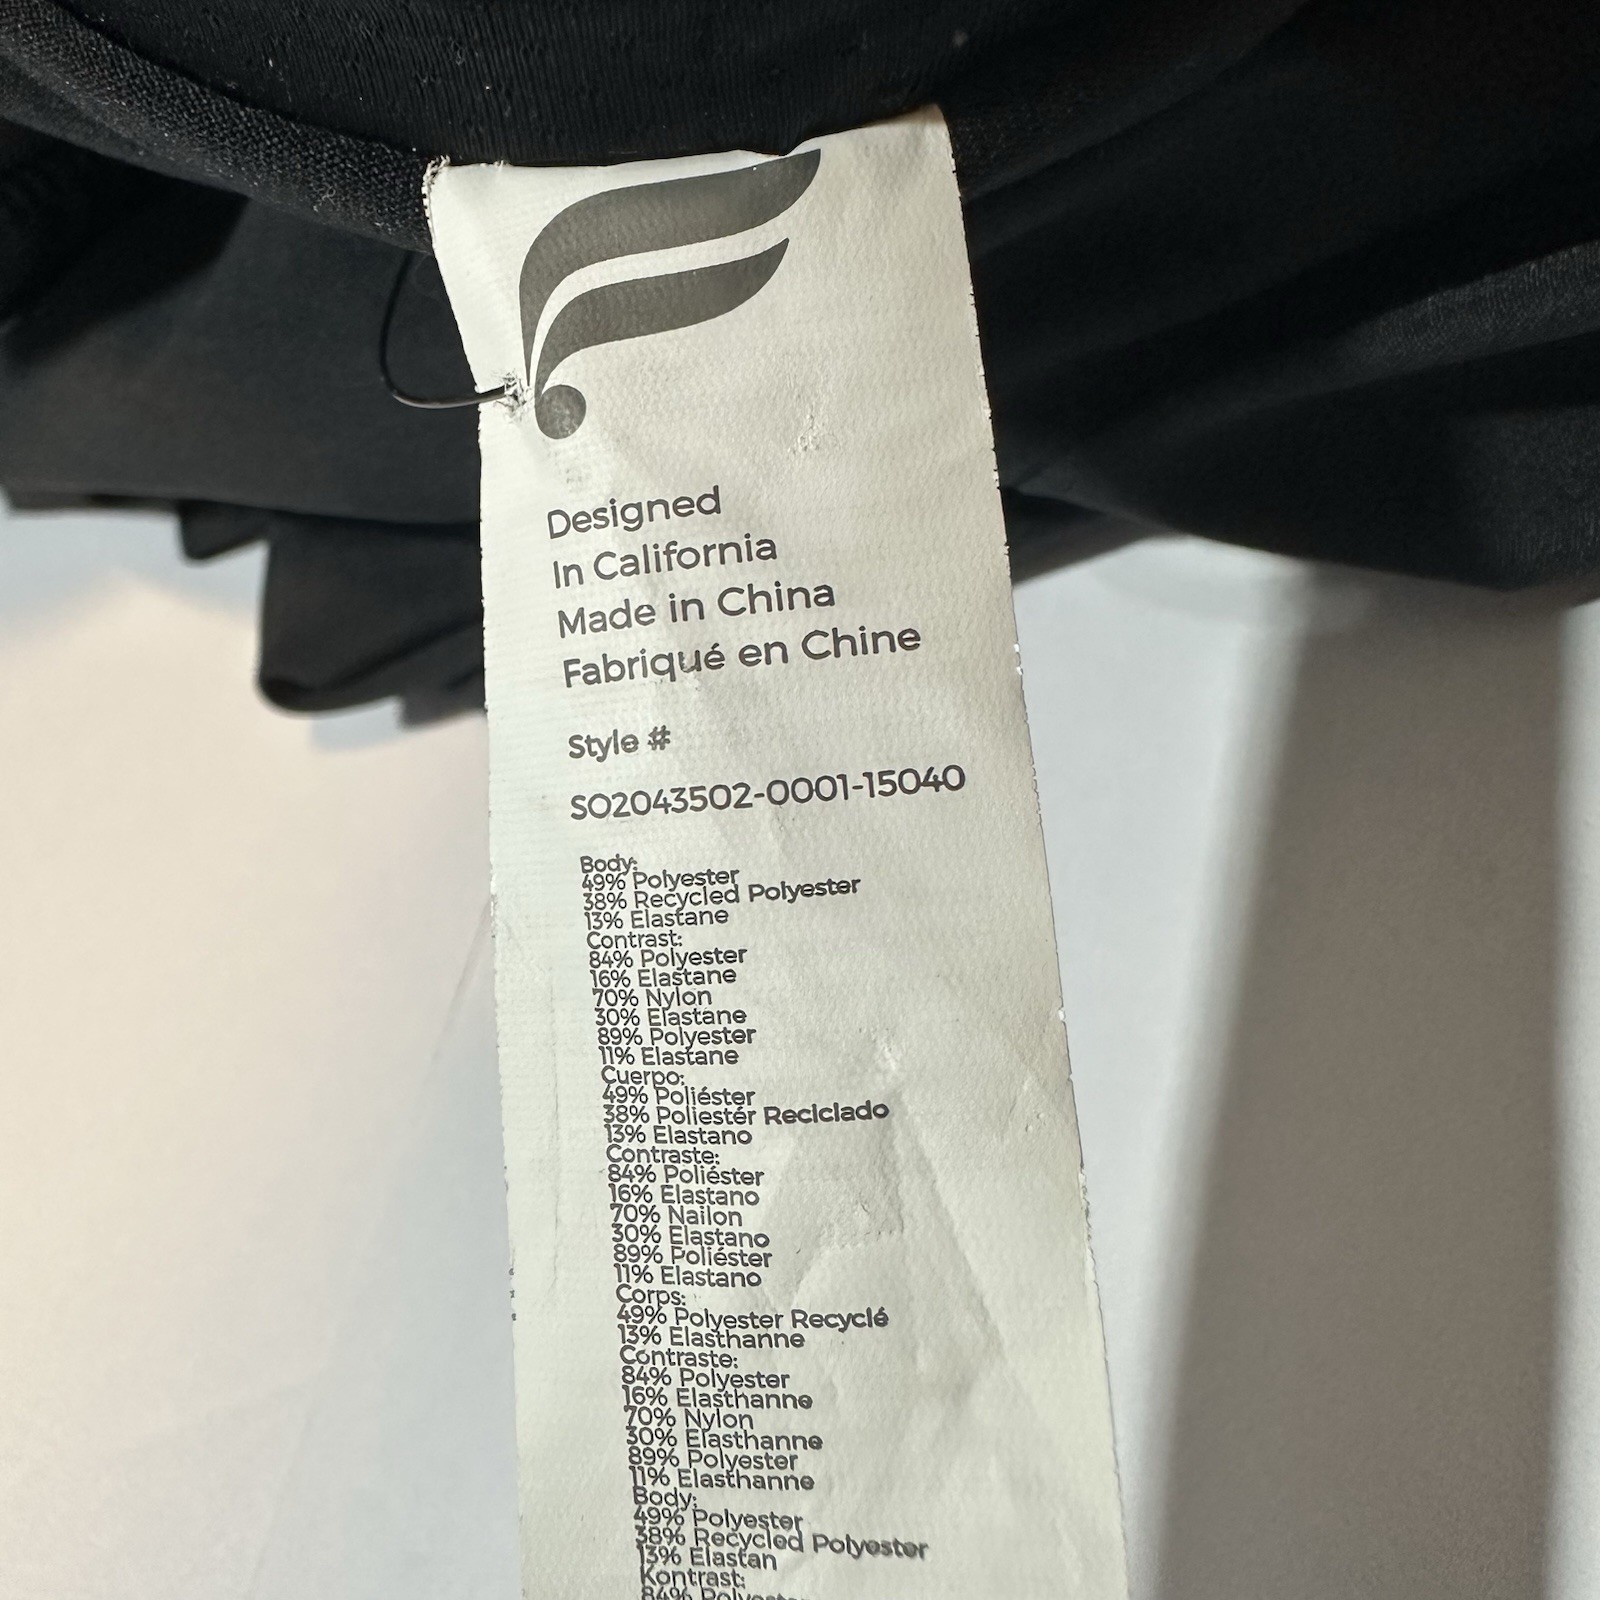 Designed
In California
Made in China
Fabriqué en Chine
Style #
SO2043502-0001-15040
Body:
49% Polyester
38% Recycled Polyester
13% Elastane
Contrast:
84% Polyester
16% Elastane
70% Nylon
30% Elastane
89% Polyester
11% Elastane
Cuerpo:
49% Poliéster
38% Poliestér Reciclado
13% Elastano
Contraste:
84% Poliéster
16% Elastano
70% Nailon
30% Elastano
89% Poliéster
11% Elastano
Corps:
49% Polyester Recyclé
13% Elasthanne
Contraste:
84% Polyester
16% Elasthanne
70% Nylon
30% Elasthanne
89% Polyester
11% Elasthanne
Body:
49% Polyester
38% Recycled Polyester
13% Elastan
Kontrast:
84%